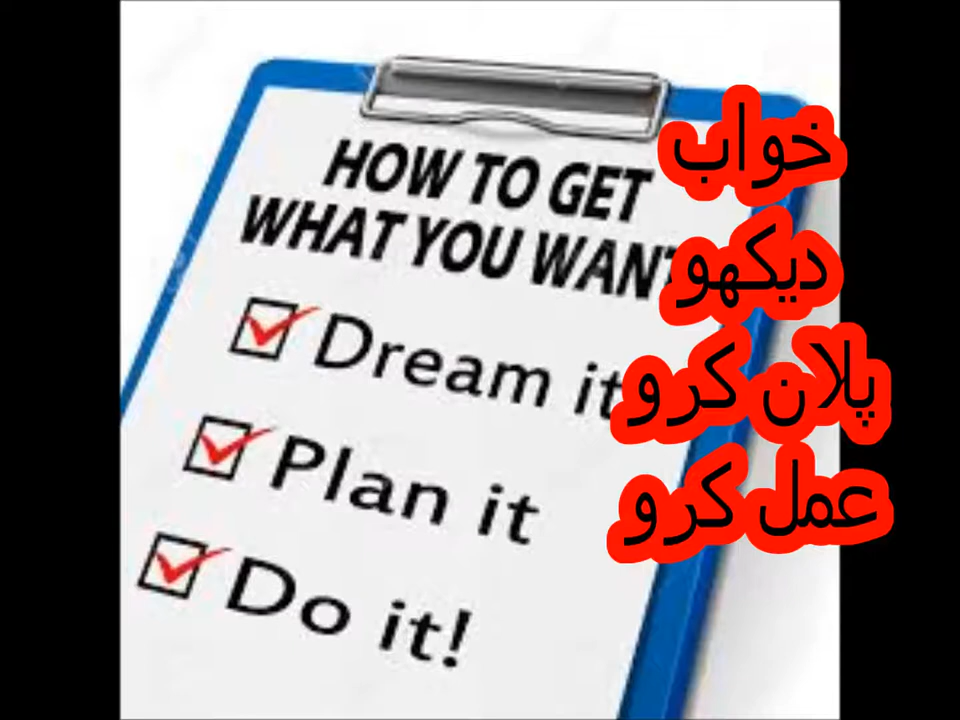 HOW TO GET
WHAT YOU WANT
Dream it
Plan it
Do it!
خواب
دیکھو
پلان کرو
عمل کرو